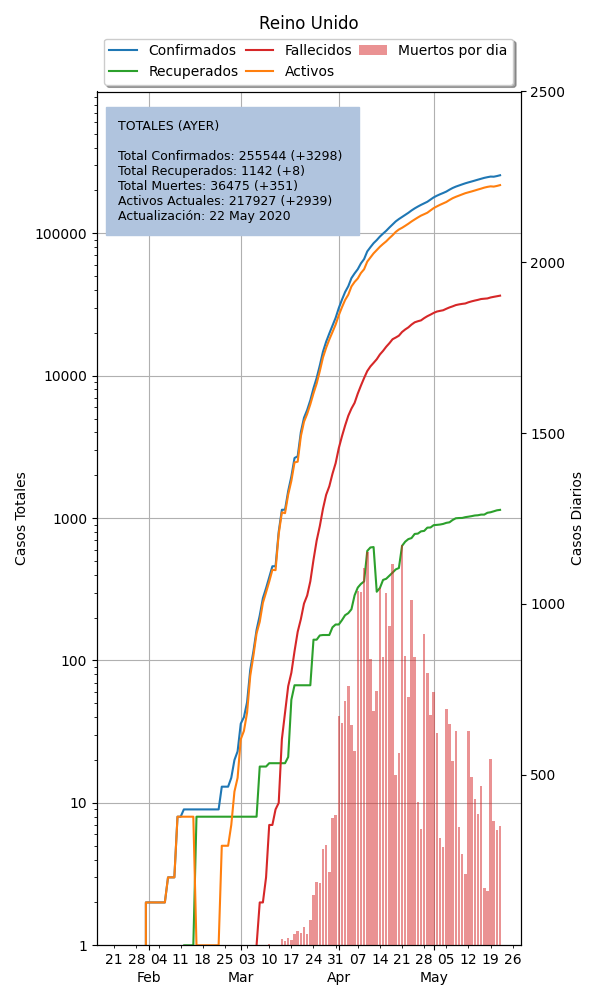 Reino Unido
Confirmados Fallecidos Muertos por dia
Recuperados Activos
TOTALES (AYER)
Total Confirmados: 255544 (+3298)
Total Recuperados: 1142 (+8)
Total Muertes: 36475 (+351)
Activos Actuales: 217927 (+2939)
Actualización: 22 May 2020
Casos Totales
100000
10000
1000
100
10
1
2500
2000
1500
1000
500
Casos Diarios
21 28 04 11 18 25 03 10 17 24 31 07 14 21 28 05 12 19 26
Feb Mar Apr May